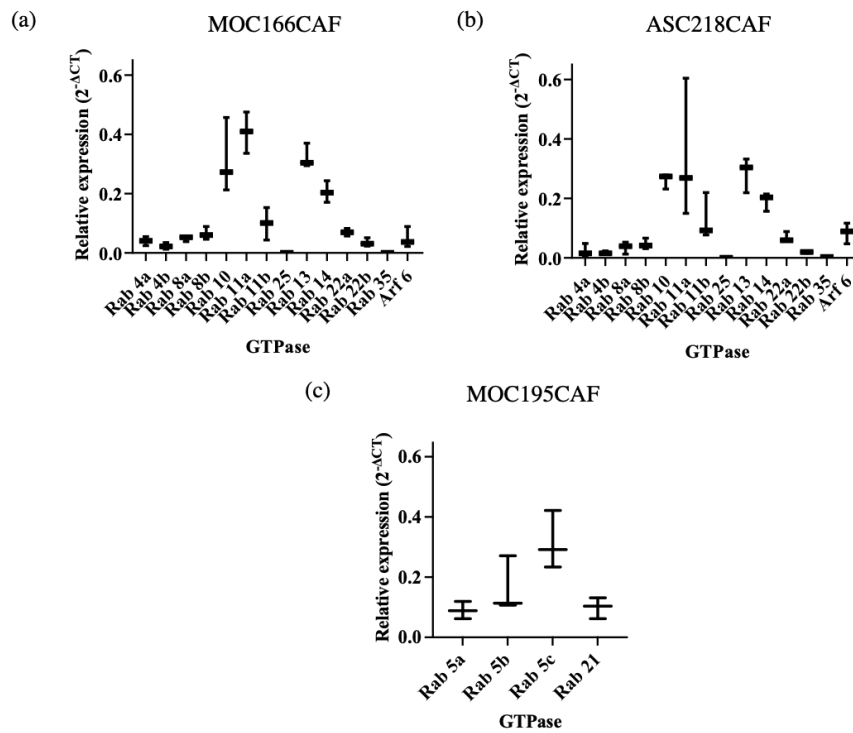 (a)
MOC166CAF
Relative expression (2^-ΔCT)
0.6
0.4
0.2
0.0
Rab 4a
Rab 4b
Rab 8a
Rab 8b
Rab 10
Rab 11a
Rab 11b
Rab 25
Rab 13
Rab 14
Rab 22a
Rab 22b
Rab 35
Arf 6
GTPase
(b)
ASC218CAF
Relative expression (2^-ΔCT)
0.6
0.4
0.2
0.0
Rab 4a
Rab 4b
Rab 8a
Rab 8b
Rab 10
Rab 11a
Rab 11b
Rab 25
Rab 13
Rab 14
Rab 22a
Rab 22b
Rab 35
Arf 6
GTPase
(c)
MOC195CAF
Relative expression (2^-ΔCT)
0.6
0.4
0.2
0.0
Rab 5a
Rab 5b
Rab 5c
Rab 21
GTPase